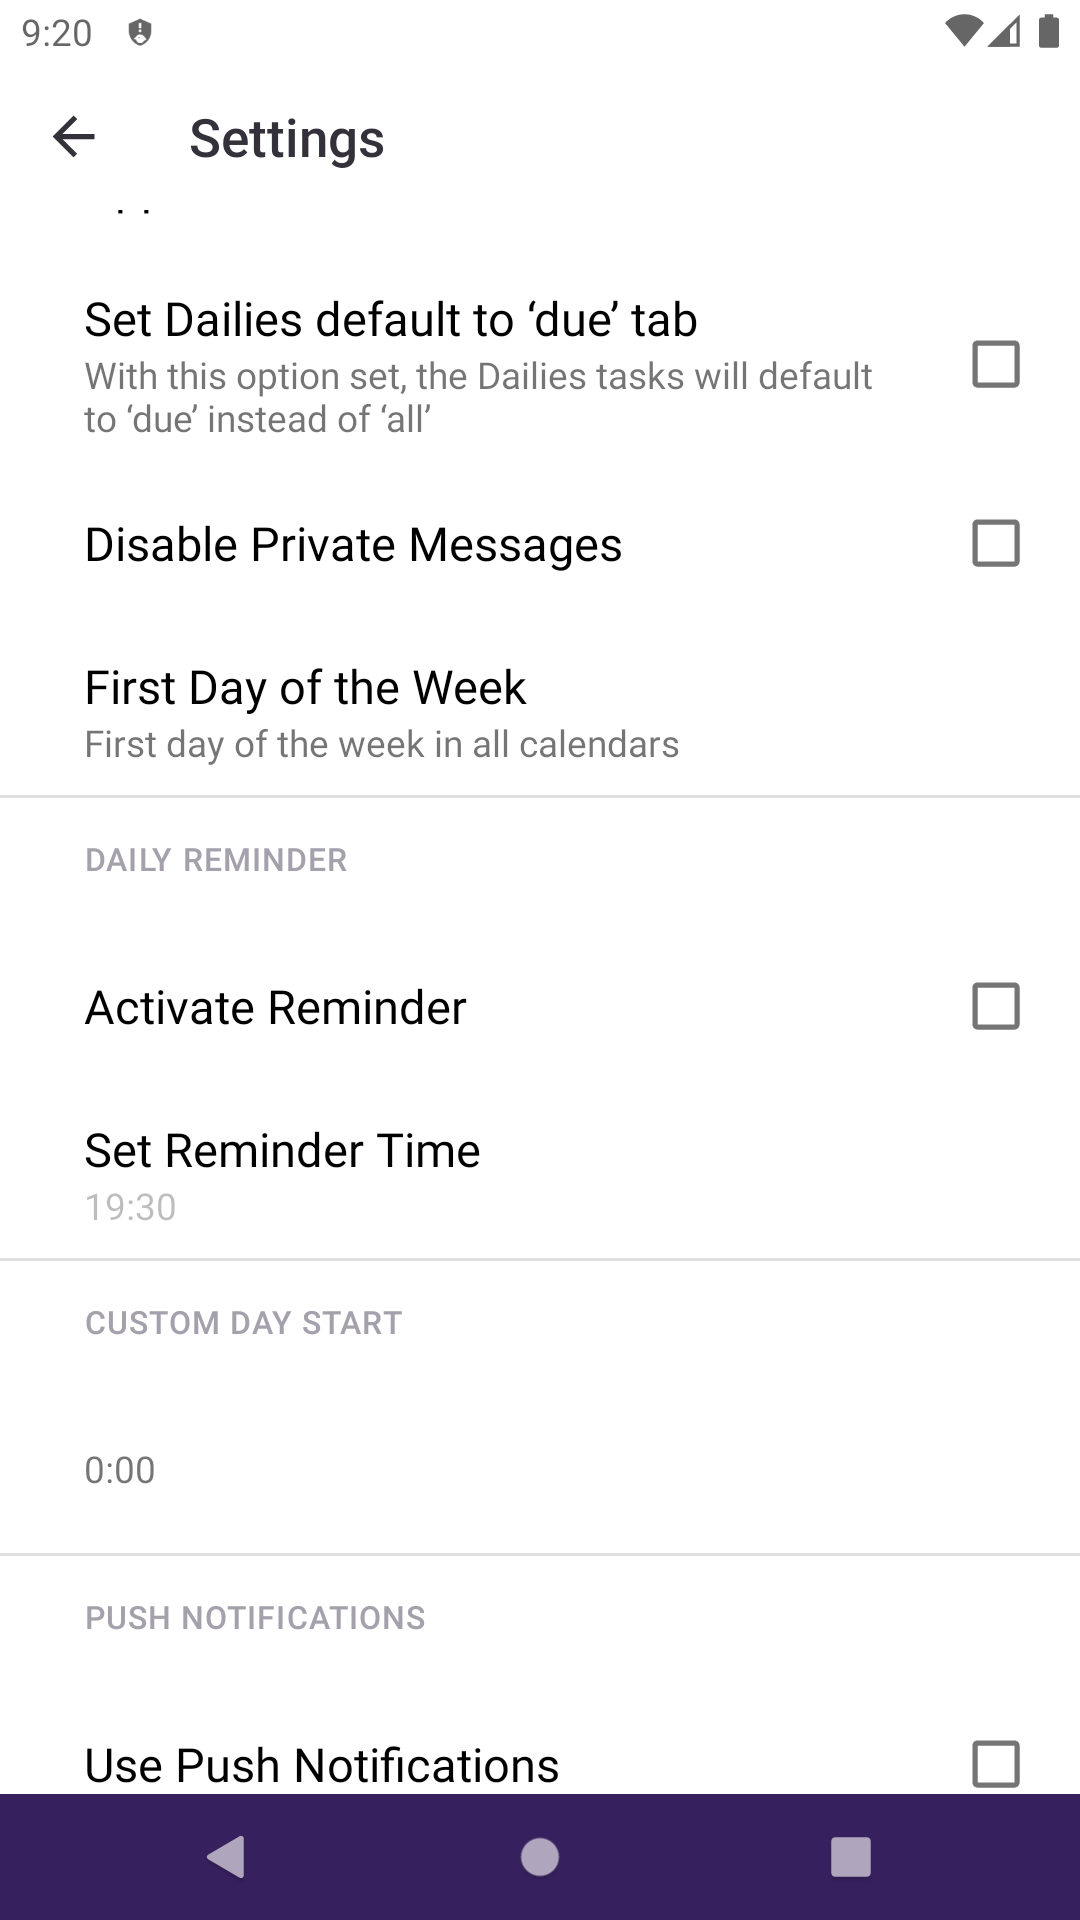 9:20
Settings
Set Dailies default to ‘due’ tab
With this option set, the Dailies tasks will default
to ‘due’ instead of ‘all’
Disable Private Messages
First Day of the Week
First day of the week in all calendars
DAILY REMINDER
Activate Reminder
Set Reminder Time
19:30
CUSTOM DAY START
0:00
PUSH NOTIFICATIONS
Use Push Notifications